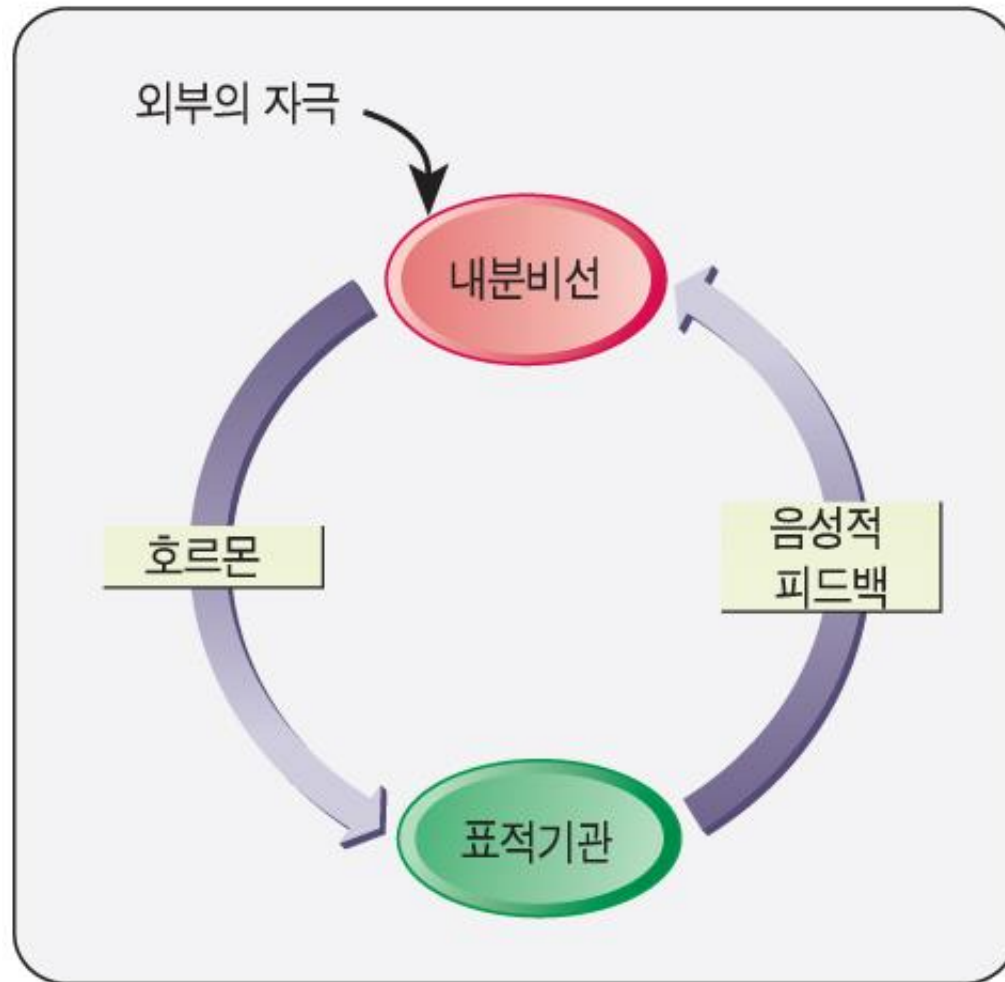 외부의 자극
내분비선
호르몬
음성적
피드백
표적기관